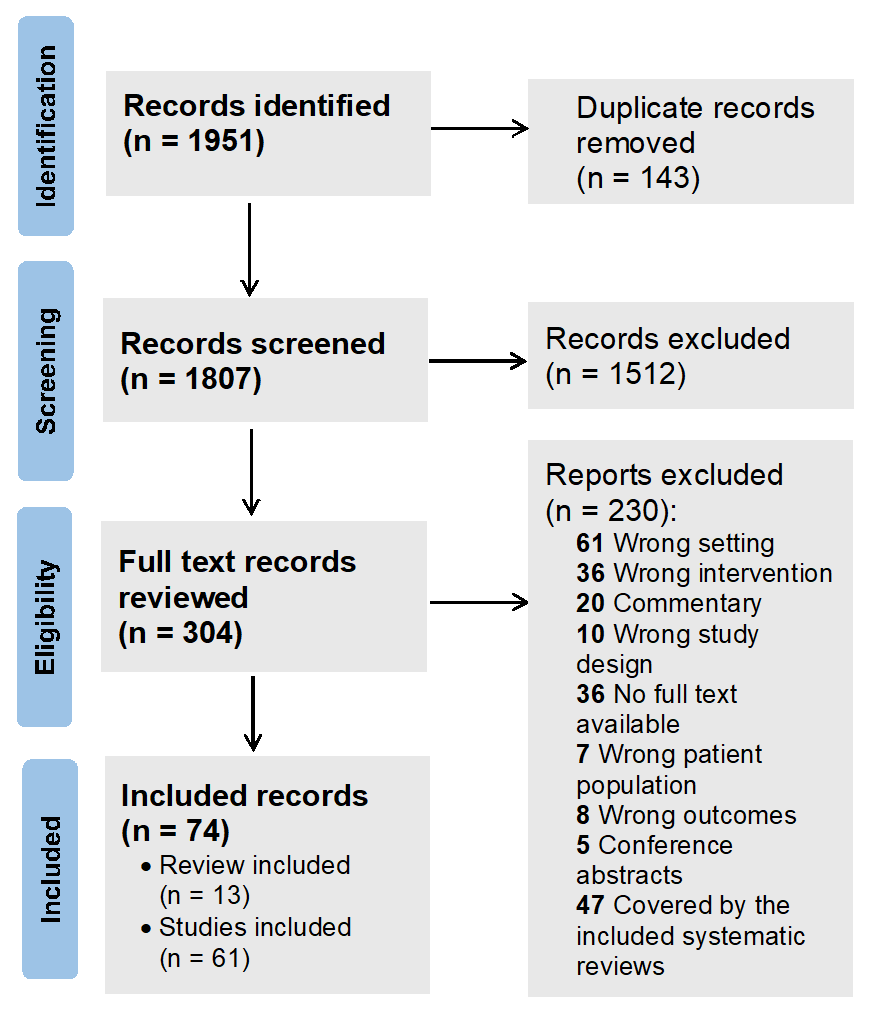 Identification
Records identified
(n = 1951)
Duplicate records
removed
(n = 143)
Screening
Records screened
(n = 1807)
Records excluded
(n = 1512)
Eligibility
Full text records
reviewed
(n = 304)
Reports excluded
(n = 230):
61 Wrong setting
36 Wrong intervention
20 Commentary
10 Wrong study
design
36 No full text
available
7 Wrong patient
population
8 Wrong outcomes
5 Conference
abstracts
47 Covered by the
included systematic
reviews
Included
Included records
(n = 74)
• Review included
(n = 13)
• Studies included
(n = 61)